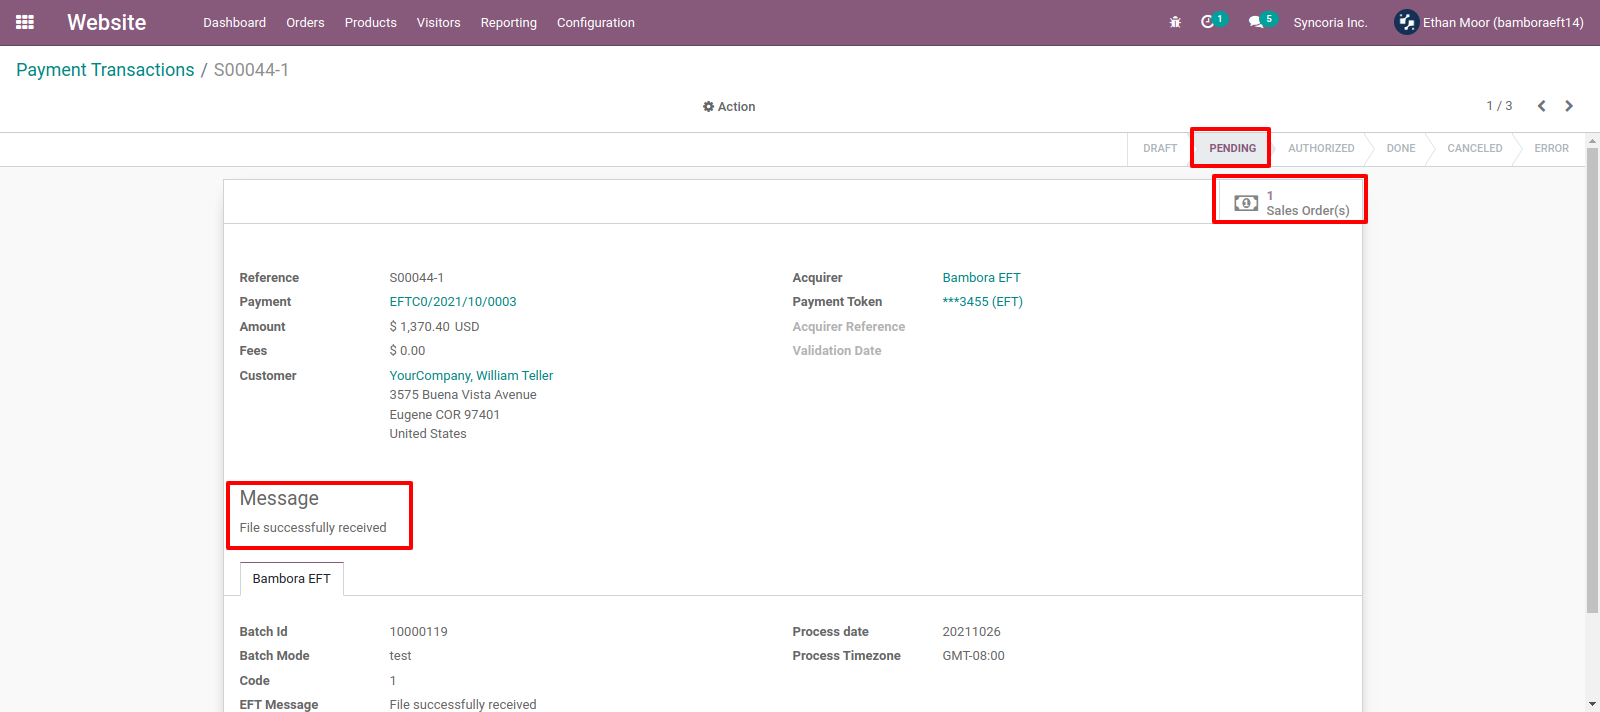 Website Dashboard Orders Products Visitors Reporting Configuration 1 5 Syncoria Inc. Ethan Moor (bamboraeft14)
Payment Transactions / S00044-1
Action 1 / 3
DRAFT PENDING AUTHORIZED DONE CANCELED ERROR
1
Sales Order(s)
Reference S00044-1 Acquirer Bambora EFT
Payment EFTC0/2021/10/0003 Payment Token ***3455 (EFT)
Amount $ 1,370.40 USD Acquirer Reference
Fees $ 0.00 Validation Date
Customer YourCompany, William Teller
3575 Buena Vista Avenue
Eugene COR 97401
United States
Message
File successfully received
Bambora EFT
Batch Id 10000119 Process date 20211026
Batch Mode test Process Timezone GMT-08:00
Code 1
EFT Message File successfully received